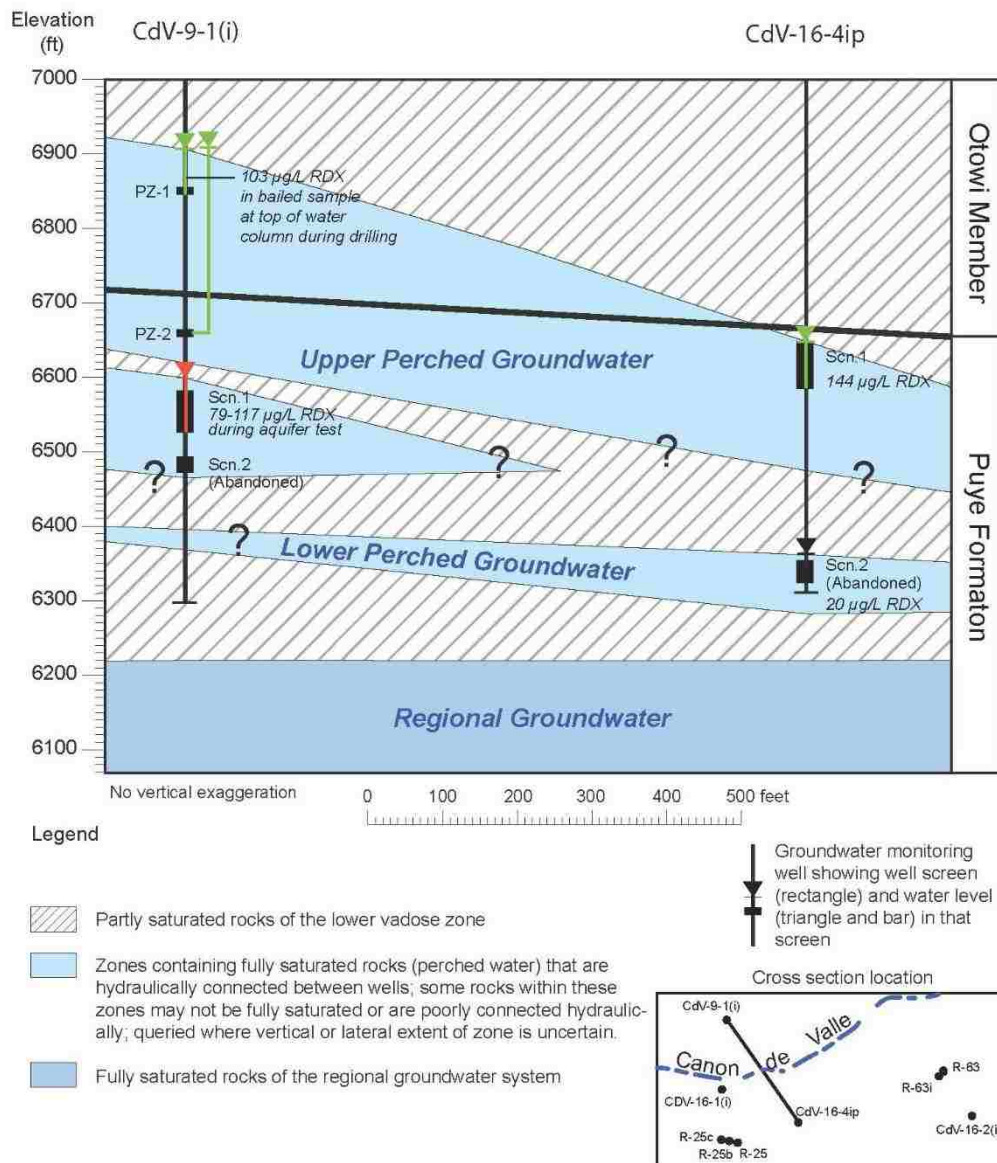 Elevation
(ft)
CdV-9-1(i)
CdV-16-4ip
7000
6900
6800
6700
6600
6500
6400
6300
6200
6100
PZ-1
103 µg/L RDX
in bailed sample
at top of water
column during drilling
PZ-2
Upper Perched Groundwater
Scn.1
79-117 µg/L RDX
during aquifer test
Scn.2
(Abandoned)
Scn.1
144 µg/L RDX
?
?
?
?
?
Lower Perched Groundwater
Scn.2
(Abandoned)
20 µg/L RDX
Regional Groundwater
Otowi Member
Puye Formaton
No vertical exaggeration
0 100 200 300 400 500 feet
Legend
Partly saturated rocks of the lower vadose zone
Zones containing fully saturated rocks (perched water) that are
hydraulically connected between wells; some rocks within these
zones may not be fully saturated or are poorly connected hydraulic-
ally; queried where vertical or lateral extent of zone is uncertain.
Fully saturated rocks of the regional groundwater system
Groundwater monitoring
well showing well screen
(rectangle) and water level
(triangle and bar) in that
screen
Cross section location
CdV-9-1(i)
Canon de Valle
CDV-16-1(i)
CdV-16-4ip
R-63
R-63i
CdV-16-2(i
R-25c
R-25b
R-25